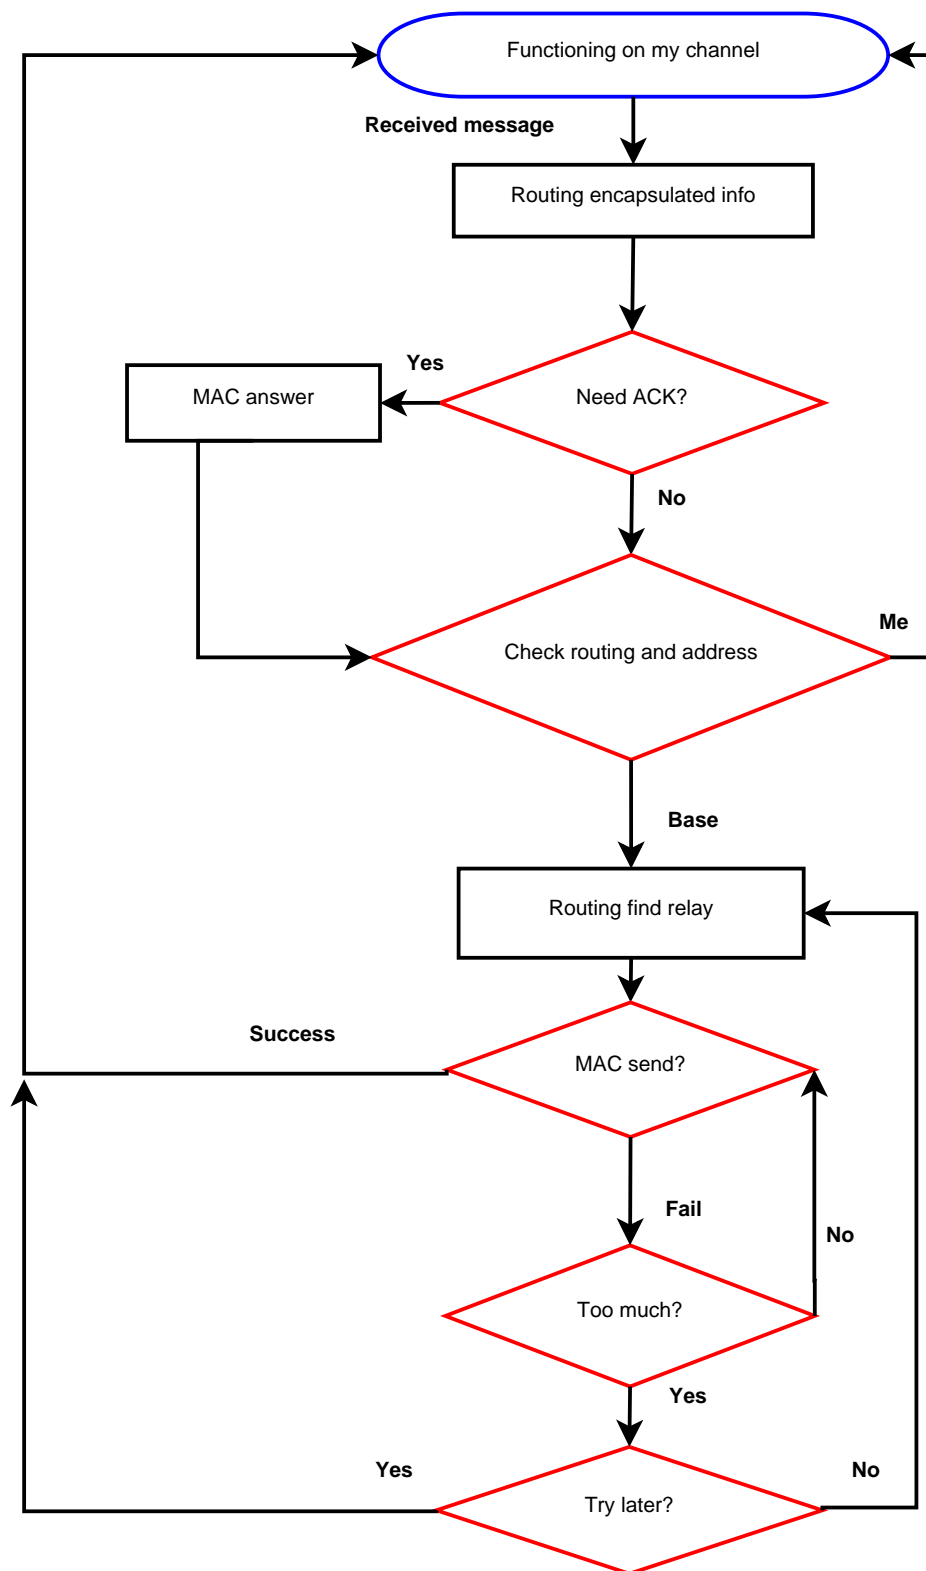 Functioning on my channel
Received message
Routing encapsulated info
Yes
MAC answer
Need ACK?
No
Me
Check routing and address
Base
Routing find relay
Success
MAC send?
Fail
No
Too much?
Yes
Yes
No
Try later?